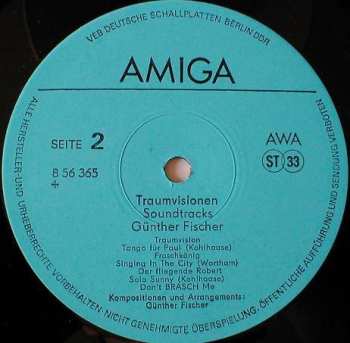 VEB DEUTSCHE SCHALLPLATTEN BERLIN DDR
AMIGA
SEITE 2
AWA
8 56 365
ST 33
Traumvisionen
Soundtracks
Günther Fischer
Traumvision
Tango für Paul (Kohlhaase)
Froschkönig
Singing In The City (Wortham)
Der fliegende Robert
Solo Sunny (Kohlhaase)
Don't BRASCH Me
Kompositionen und Arrangements:
Günther Fischer
ALLE HERSTELLER- UND URHEBERRECHTE VORBEHALTEN · NICHT GENEHMIGTE ÜBERSPIELUNG, ÖFFENTLICHE AUFFÜHRUNG UND SENDUNG VERBOTEN